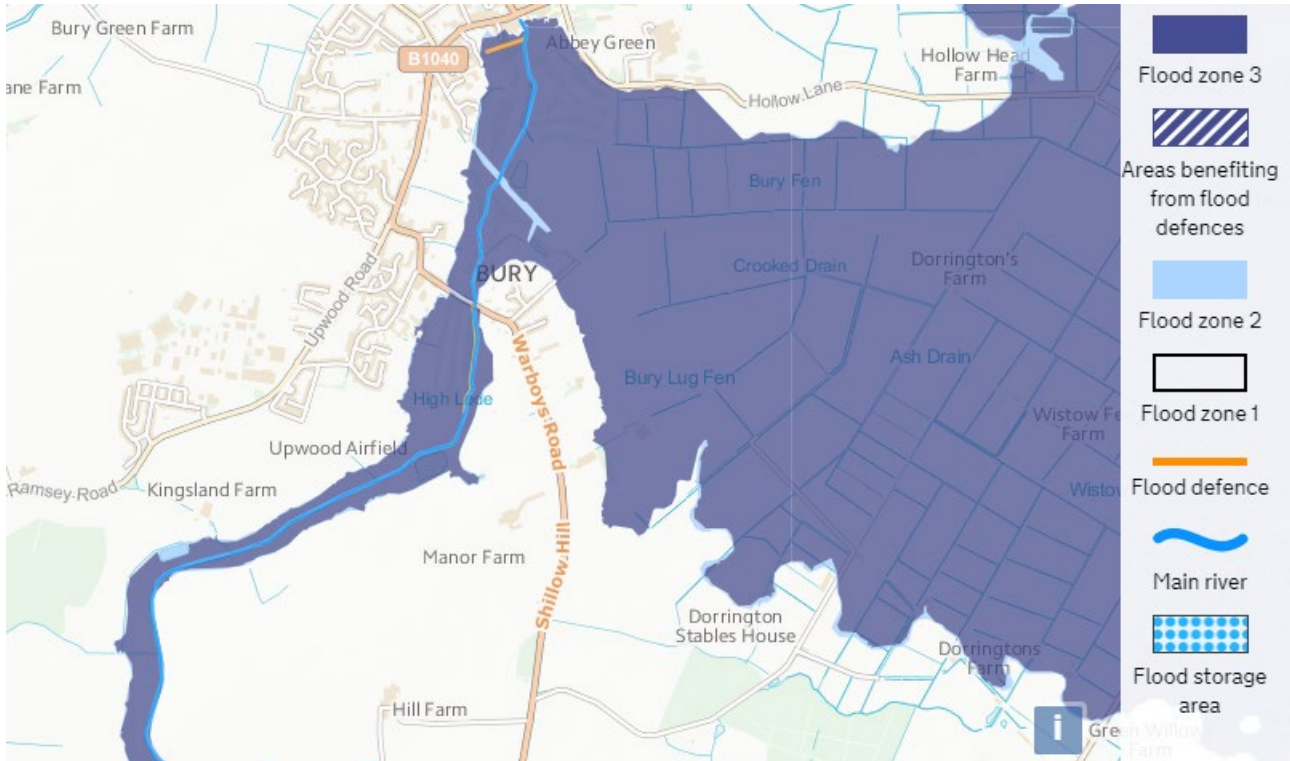 Bury Green Farm
B1040
Abbey Green
Hollow Head
Farm
ane Farm
Hollow Lane
Bury Fen
BURY
Crooked Drain
Dorrington's
Farm
Upwood Road
Ash Drain
Bury Lug Fen
High Lode
Warboys Road
Wistow Fe
Farm
Upwood Airfield
Ramsey Road
Kingsland Farm
Wistow
Manor Farm
Shillow Hill
Dorrington
Stables House
Dorringtons
Farm
Hill Farm
i
Green Willow
Farm
Flood zone 3
Areas benefiting
from flood
defences
Flood zone 2
Flood zone 1
Flood defence
Main river
Flood storage
area